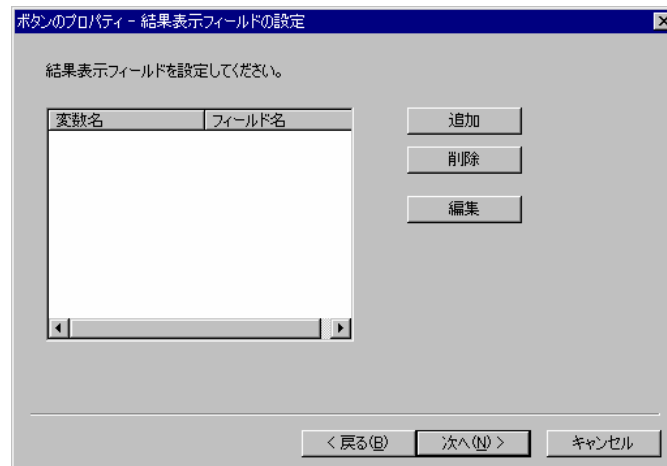 ボタンのプロパティ - 結果表示フィールドの設定
結果表示フィールドを設定してください。
変数名 フィールド名
追加
削除
編集
< 戻る(B) 次へ(N) > キャンセル